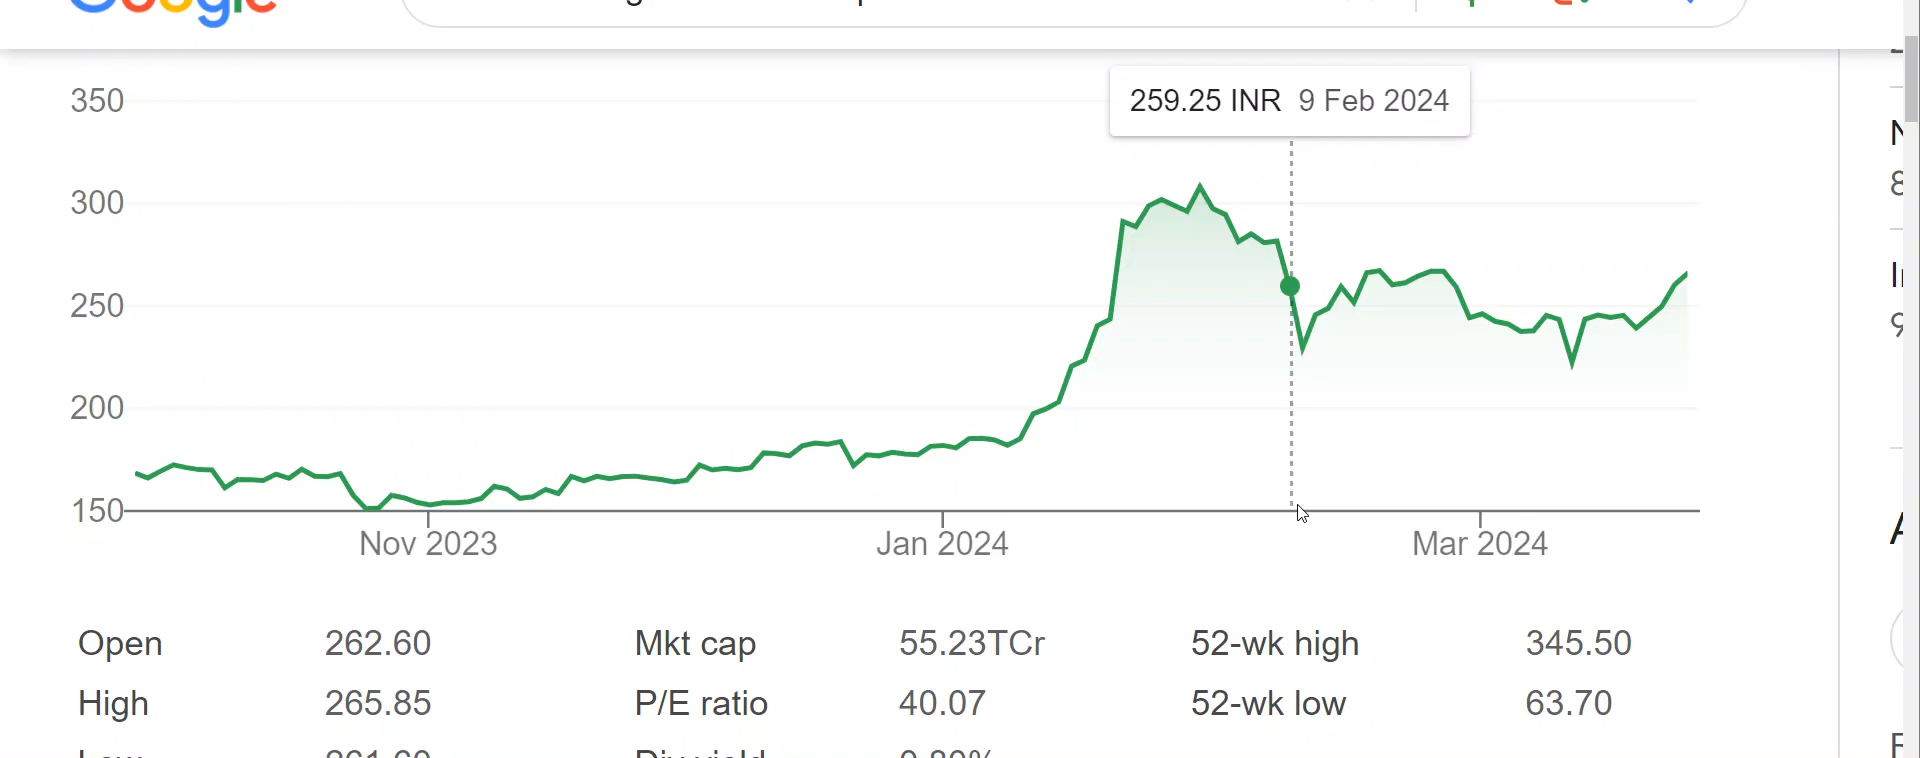 Google
350
259.25 INR 9 Feb 2024
300
250
200
150
Nov 2023 Jan 2024 Mar 2024
Open 262.60 Mkt cap 55.23TCr 52-wk high 345.50
High 265.85 P/E ratio 40.07 52-wk low 63.70